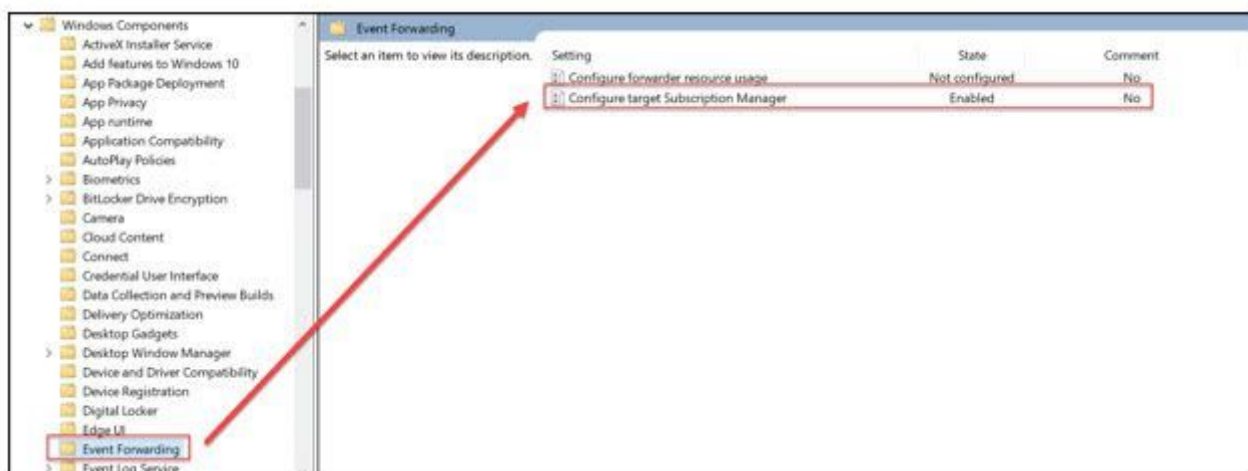 Windows Components
ActiveX Installer Service
Add features to Windows 10
App Package Deployment
App Privacy
App runtime
Application Compatibility
AutoPlay Policies
Biometrics
BitLocker Drive Encryption
Camera
Cloud Content
Connect
Credential User Interface
Data Collection and Preview Builds
Delivery Optimization
Desktop Gadgets
Desktop Window Manager
Device and Driver Compatibility
Device Registration
Digital Locker
Edge UI
Event Forwarding
Event Log Service
Event Forwarding
Select an item to view its description.
Setting State Comment
Configure forwarder resource usage Not configured No
Configure target Subscription Manager Enabled No